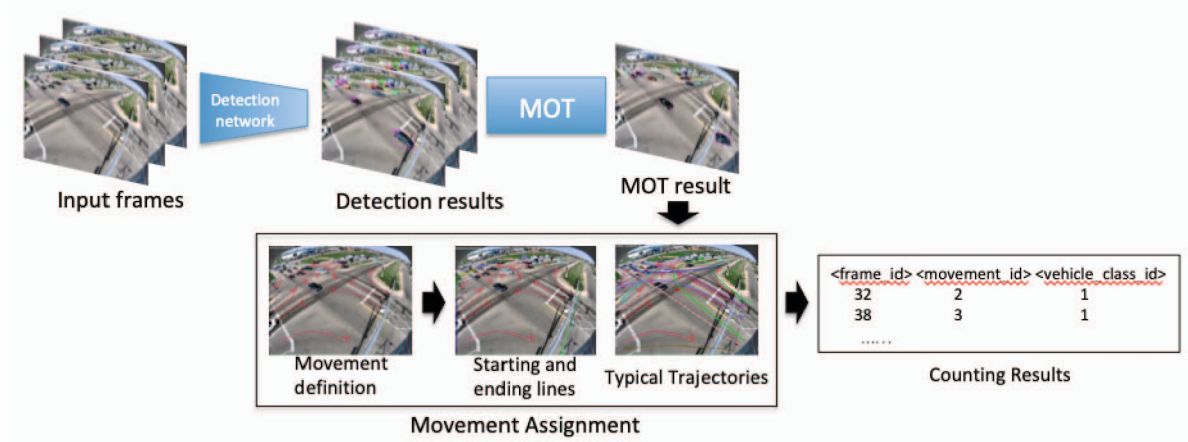 Detection
network
MOT
Input frames
Detection results
MOT result
Movement
definition
Starting and
ending lines
Typical Trajectories
Movement Assignment
<frame_id> <movement_id> <vehicle_class_id>
32 2 1
38 3 1
......
Counting Results